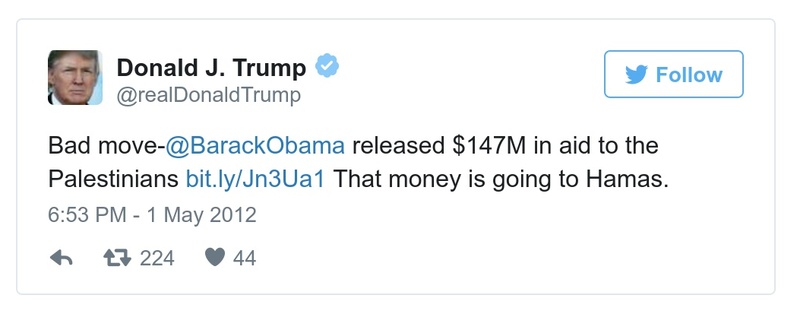 Donald J. Trump
@realDonaldTrump
Follow
Bad move-@BarackObama released $147M in aid to the
Palestinians bit.ly/Jn3Ua1 That money is going to Hamas.
6:53 PM - 1 May 2012
224 44